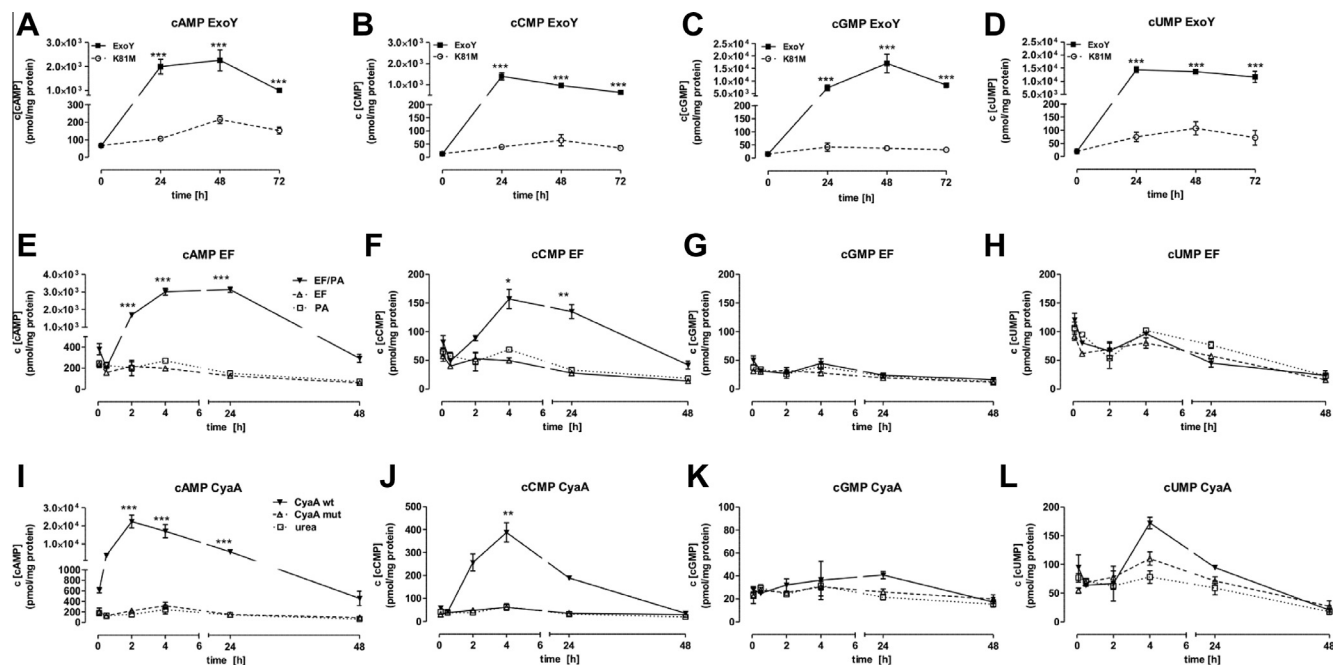 A
cAMP ExoY
c[cAMP]
(pmol/mg protein)
3.0×10³
2.0×10³
1.0×10³
300
200
100
0
ExoY
K81M
***
***
***
0 24 48 72
time [h]
B
cCMP ExoY
c [CMP]
(pmol/mg protein)
3.0×10³
2.0×10³
1.0×10³
200
150
100
50
0
ExoY
K81M
***
***
***
0 24 48 72
time [h]
C
cGMP ExoY
c[cGMP]
(pmol/mg protein)
2.5×10⁴
2.0×10⁴
1.5×10⁴
1.0×10⁴
5.0×10³
200
150
100
50
0
ExoY
K81M
***
***
***
0 24 48 72
time [h]
D
cUMP ExoY
c [cUMP]
(pmol/mg protein)
2.5×10⁴
2.0×10⁴
1.5×10⁴
1.0×10⁴
5.0×10³
200
150
100
50
0
ExoY
K81M
***
***
***
0 24 48 72
time [h]
E
cAMP EF
c [cAMP]
(pmol/mg protein)
4.0×10³
3.0×10³
2.0×10³
1.0×10³
400
200
0
EF/PA
EF
PA
***
***
***
0 2 4 6 24 48
time [h]
F
cCMP EF
c [cCMP]
(pmol/mg protein)
200
150
100
50
0
*
**
0 2 4 6 24 48
time [h]
G
cGMP EF
c [cGMP]
(pmol/mg protein)
200
150
100
50
0
0 2 4 6 24 48
time [h]
H
cUMP EF
c [cUMP]
(pmol/mg protein)
200
150
100
50
0
0 2 4 6 24 48
time [h]
I
cAMP CyaA
c [cAMP]
(pmol/mg protein)
3.0×10⁴
2.0×10⁴
1.0×10⁴
1000
800
600
400
200
0
CyaA wt
CyaA mut
urea
***
***
***
0 2 4 6 24 48
time [h]
J
cCMP CyaA
c [cCMP]
(pmol/mg protein)
500
400
300
200
100
0
**
0 2 4 6 24 48
time [h]
K
cGMP CyaA
c [cGMP]
(pmol/mg protein)
100
80
60
40
20
0
0 2 4 6 24 48
time [h]
L
cUMP CyaA
c [cUMP]
(pmol/mg protein)
200
150
100
50
0
0 2 4 6 24 48
time [h]